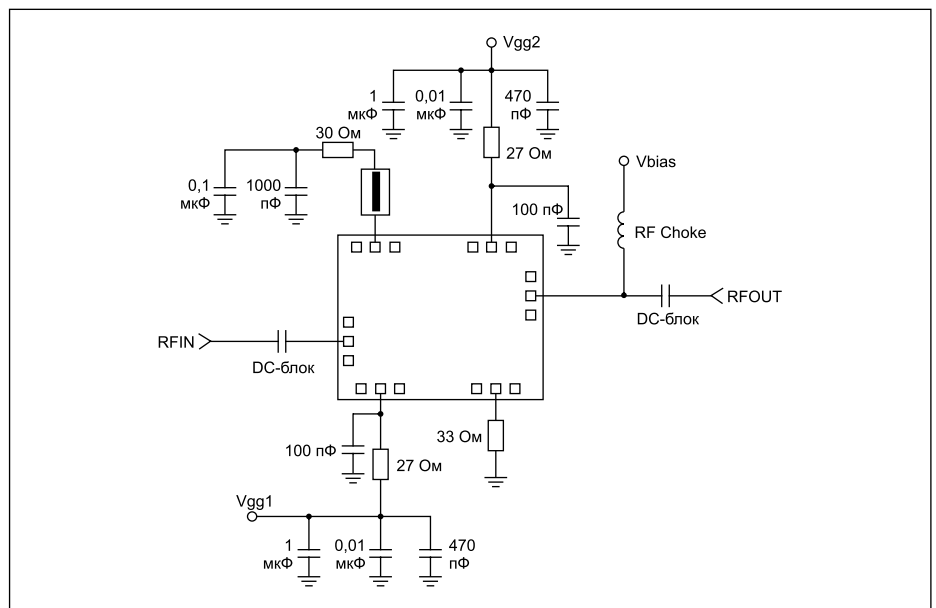 Vgg2
1
мкФ
0,01
мкФ
470
пФ
30 Ом
27 Ом
Vbias
0,1
мкФ
1000
пФ
100 пФ
RF Choke
RFOUT
DC-блок
RFIN
DC-блок
33 Ом
100 пФ
27 Ом
Vgg1
1
мкФ
0,01
мкФ
470
пФ